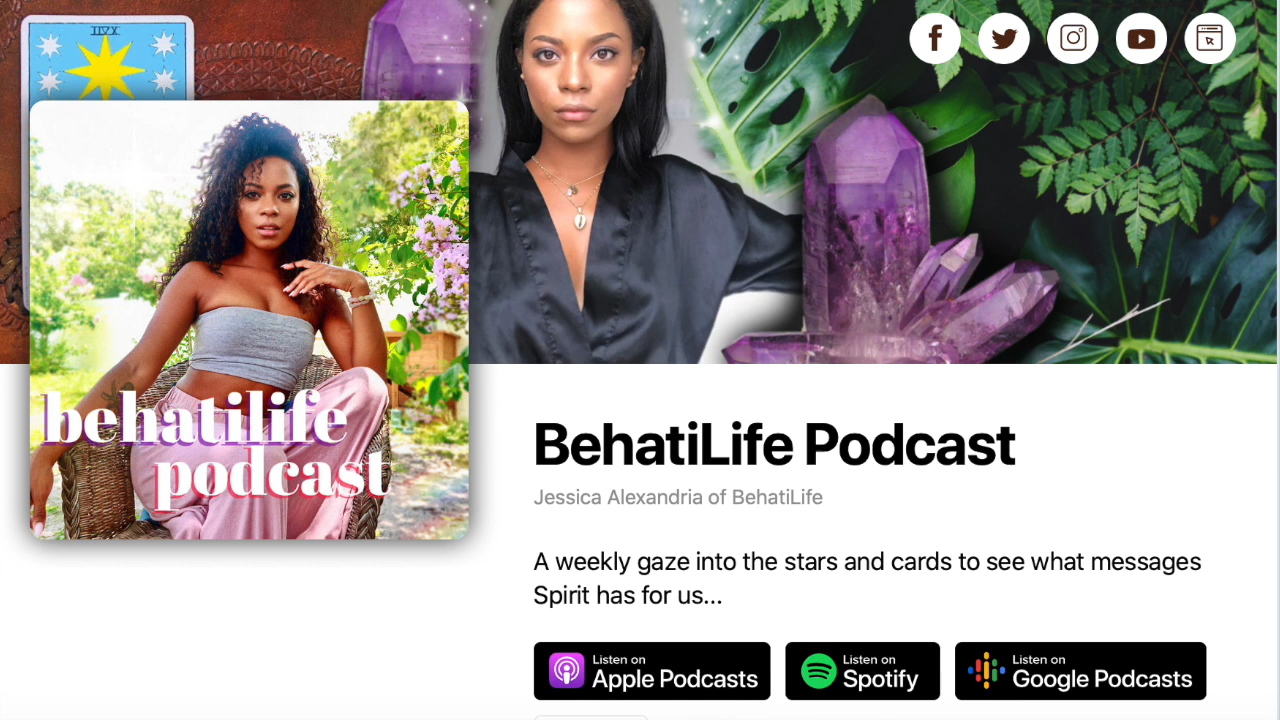 XVII
behatilife
podcast
BehatiLife Podcast
Jessica Alexandria of BehatiLife
A weekly gaze into the stars and cards to see what messages
Spirit has for us...
Listen on
Apple Podcasts
Listen on
Spotify
Listen on
Google Podcasts